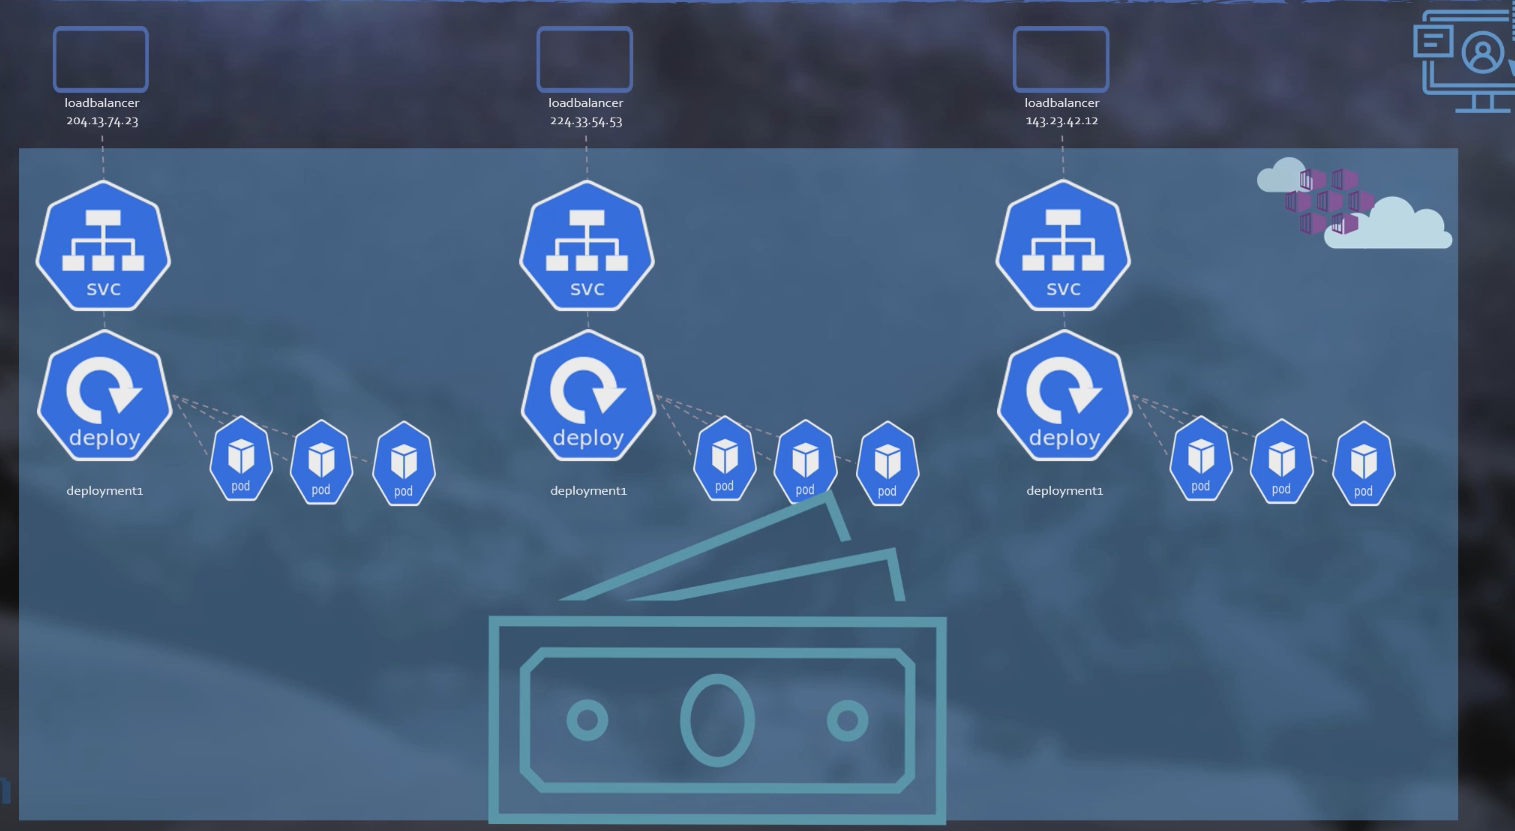 loadbalancer
204.13.74.23
loadbalancer
224.33.54.53
loadbalancer
143.23.42.12
svc
svc
svc
deploy
deploy
deploy
pod
pod
pod
pod
pod
pod
pod
pod
pod
deployment1
deployment1
deployment1